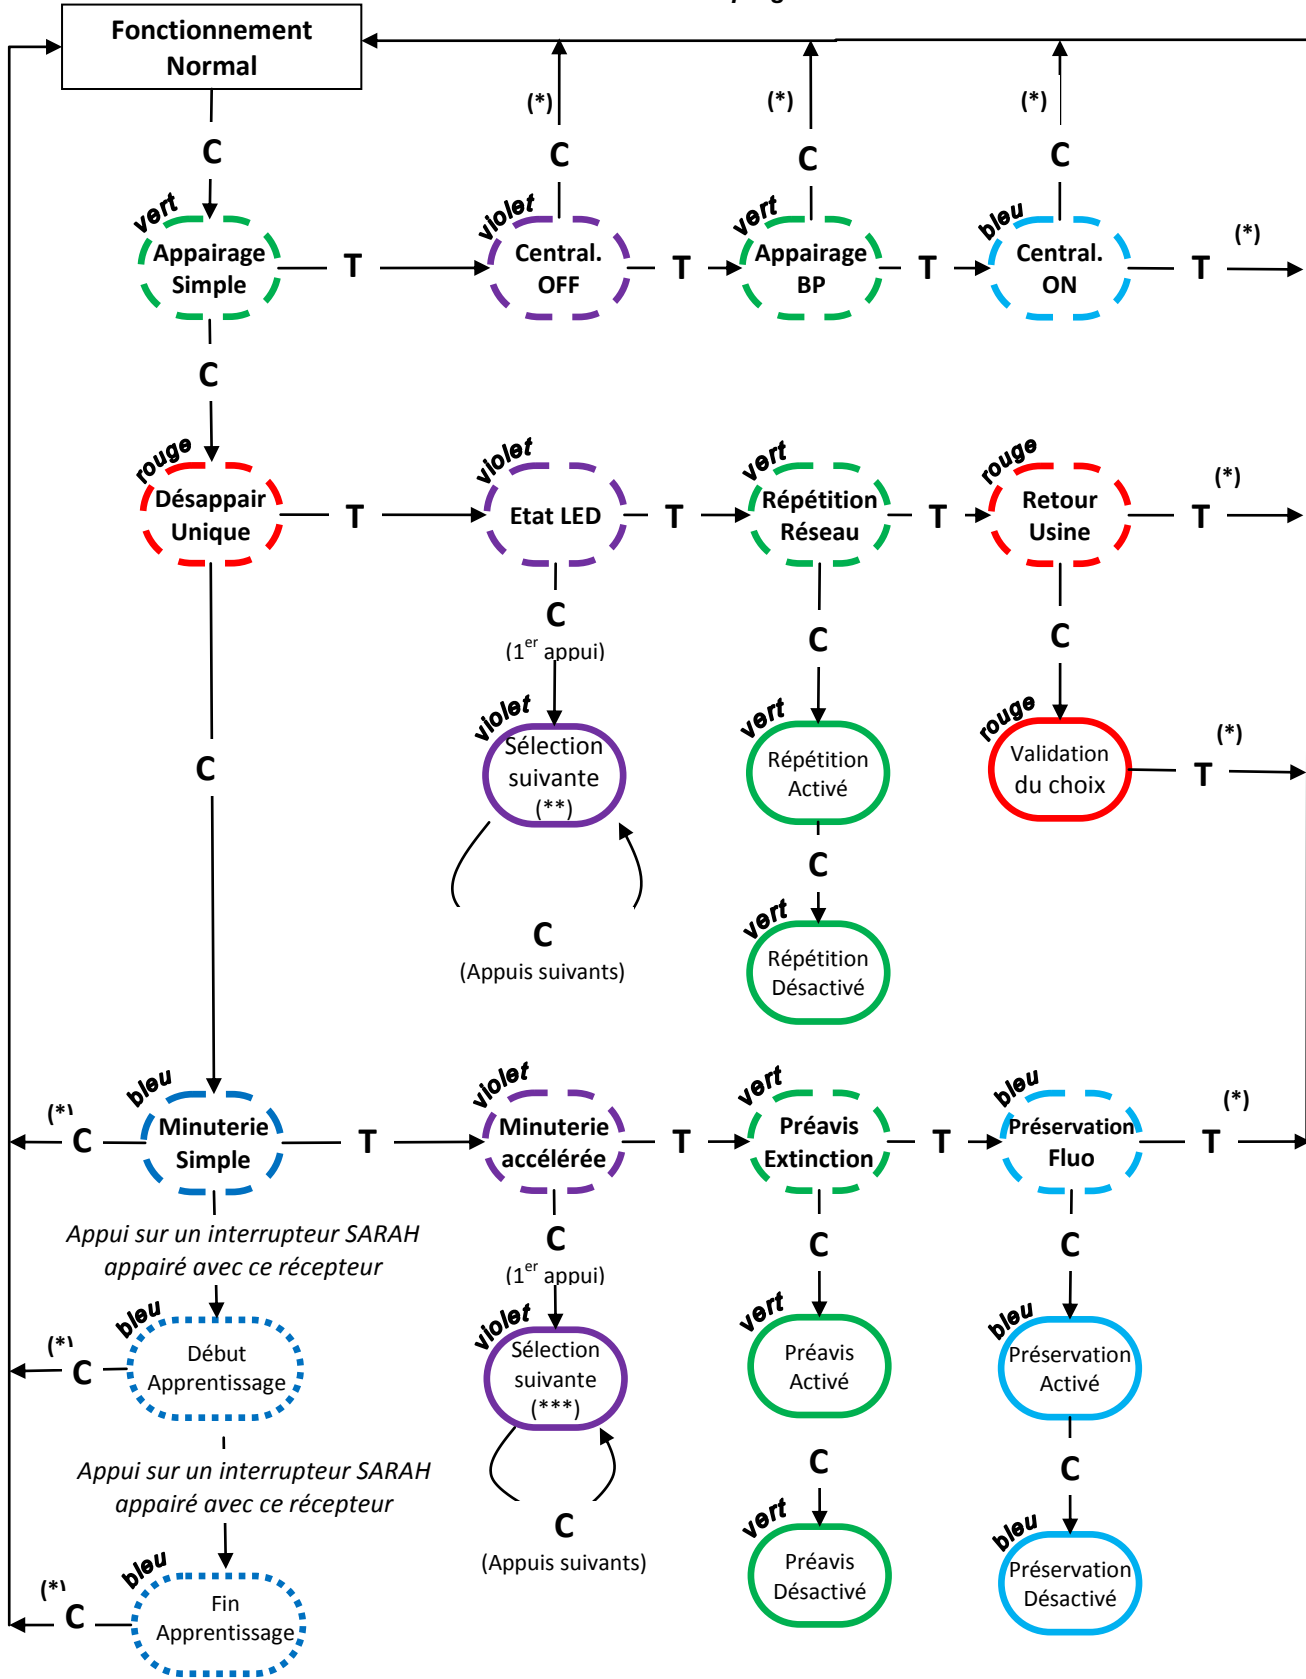 Fonctionnement
Normal
(*)
(*)
(*)
C
C
C
C
vert
violet
vert
bleu
Appairage
Simple
T
Central.
OFF
T
Appairage
BP
T
Central.
ON
T
(*)
C
rouge
violet
vert
rouge
Désappair
Unique
T
Etat LED
T
Répétition
Réseau
T
Retour
Usine
T
(*)
C
(1er appui)
C
C
violet
vert
rouge
Sélection
suivante
(**)
Répétition
Activé
Validation
du choix
T
(*)
C
C
C
(Appuis suivants)
vert
Répétition
Désactivé
bleu
violet
vert
bleu
(*)
C
Minuterie
Simple
T
Minuterie
accélérée
T
Préavis
Extinction
T
Préservation
Fluo
T
(*)
Appui sur un interrupteur SARAH
appairé avec ce récepteur
C
(1er appui)
C
C
bleu
violet
vert
bleu
(*)
C
Début
Apprentissage
Sélection
suivante
(***)
Préavis
Activé
Préservation
Activé
Appui sur un interrupteur SARAH
appairé avec ce récepteur
C
(Appuis suivants)
C
C
bleu
vert
bleu
(*)
C
Fin
Apprentissage
Préavis
Désactivé
Préservation
Désactivé